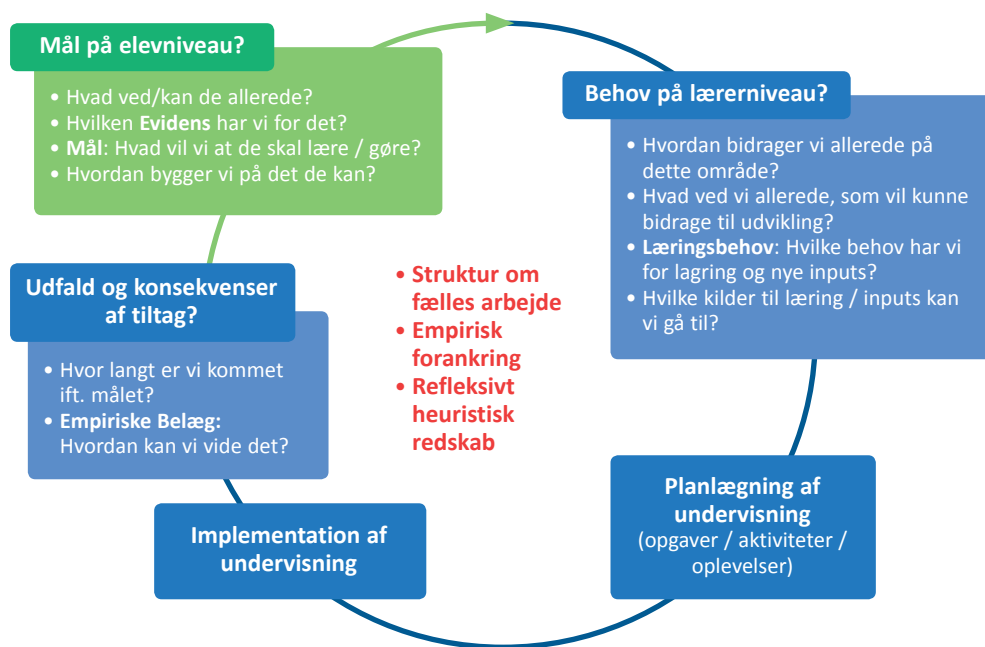 Mål på elevniveau?
• Hvad ved/kan de allerede?
• Hvilken Evidens har vi for det?
• Mål: Hvad vil vi at de skal lære / gøre?
• Hvordan bygger vi på det de kan?
Behov på lærerniveau?
• Hvordan bidrager vi allerede på
dette område?
• Hvad ved vi allerede, som vil kunne
bidrage til udvikling?
• Læringsbehov: Hvilke behov har vi
for lagring og nye inputs?
• Hvilke kilder til læring / inputs kan
vi gå til?
Planlægning af
undervisning
(opgaver / aktiviteter /
oplevelser)
Implementation af
undervisning
Udfald og konsekvenser
af tiltag?
• Hvor langt er vi kommet
ift. målet?
• Empiriske Belæg:
Hvordan kan vi vide det?
• Struktur om
fælles arbejde
• Empirisk
forankring
• Refleksivt
heuristisk
redskab